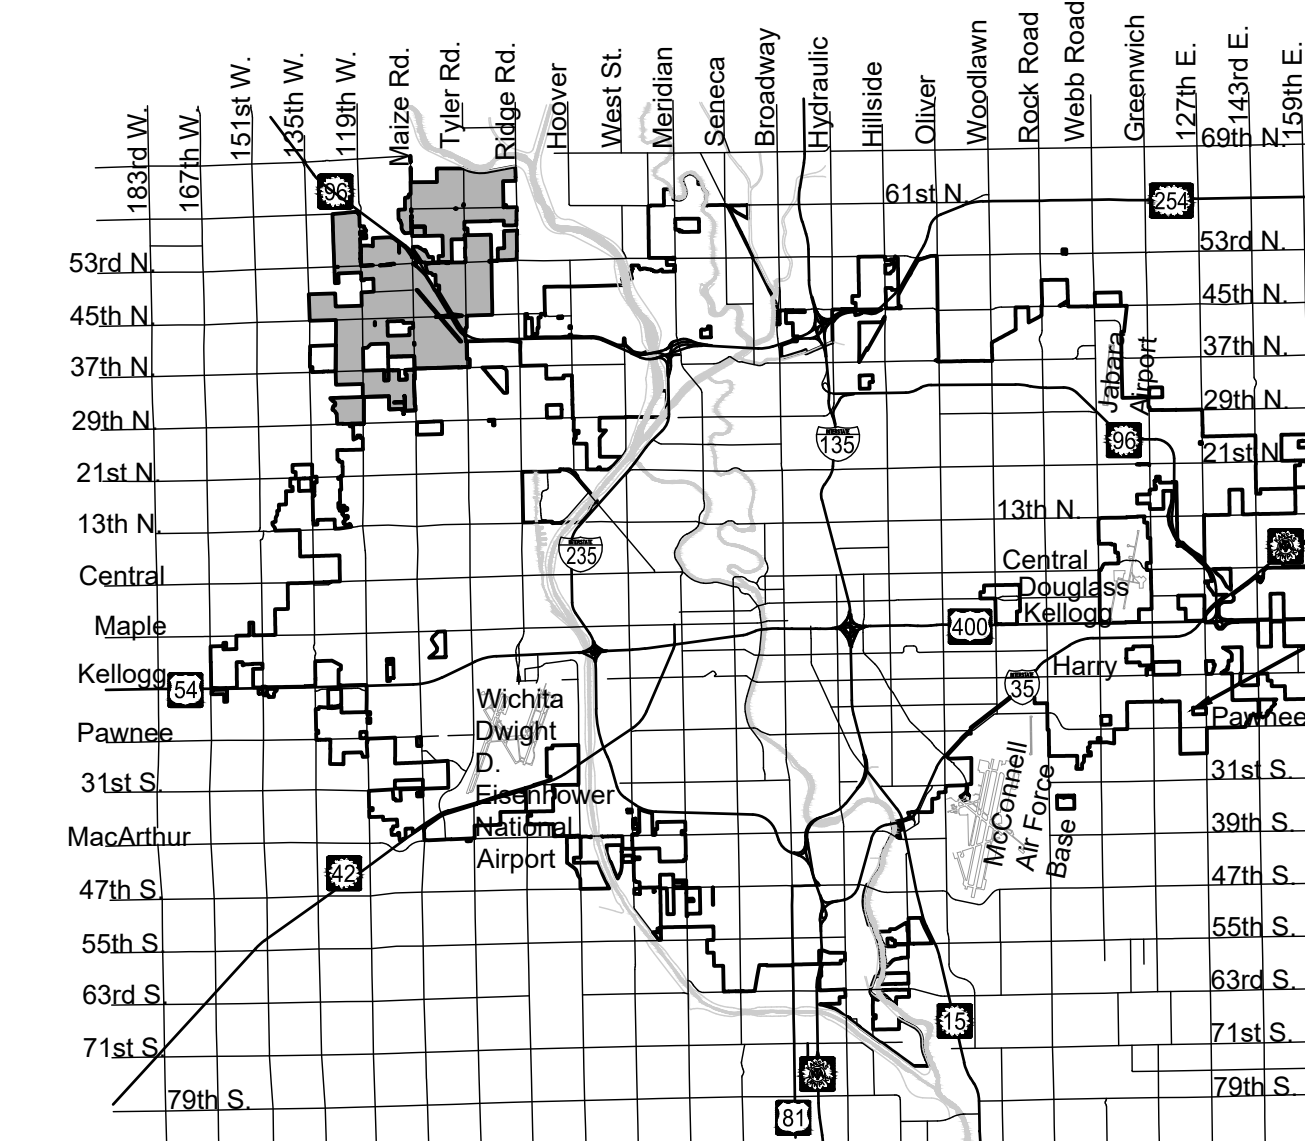 183rd W.
167th W.
151st W.
135th W.
119th W.
Maize Rd.
Tyler Rd.
Ridge Rd.
Hoover
West St.
Meridian
Seneca
Broadway
Hydraulic
Hillside
Oliver
Woodlawn
Rock Road
Webb Road
Greenwich
127th E.
143rd E.
159th E.
69th N.
96
61st N.
254
53rd N.
53rd N.
45th N.
45th N.
37th N.
37th N.
Jabara
Airport
29th N.
29th N.
INTERSTATE
135
96
21st N.
21st N.
13th N.
13th N.
INTERSTATE
235
Central
Central
Douglass
Kellogg
Maple
400
Kellogg
54
Harry
INTERSTATE
35
Wichita
Dwight
D.
Eisenhower
National
Airport
Pawnee
Pawnee
31st S.
31st S.
McConnell
Air Force
Base
MacArthur
39th S.
42
47th S.
47th S.
55th S.
55th S.
63rd S.
63rd S.
15
71st S.
71st S.
79th S.
79th S.
81